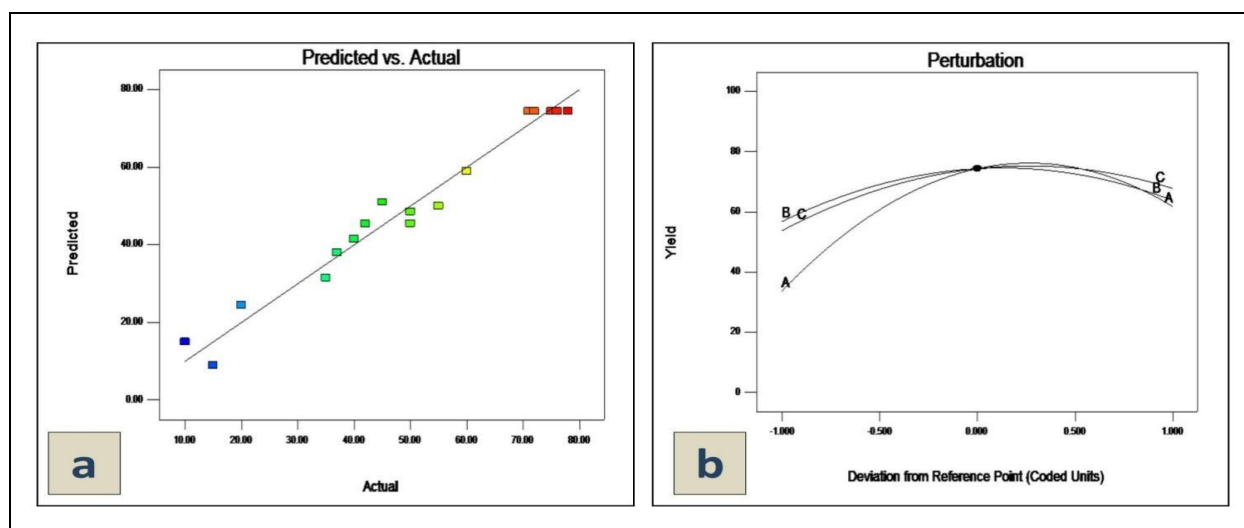 Predicted vs. Actual
80.00
60.00
40.00
20.00
0.00
Predicted
10.00
20.00
30.00
40.00
50.00
60.00
70.00
80.00
Actual
a
Perturbation
100
80
60
40
20
0
Yield
B
C
A
C
B
A
-1.000
-0.500
0.000
0.500
1.000
Deviation from Reference Point (Coded Units)
b